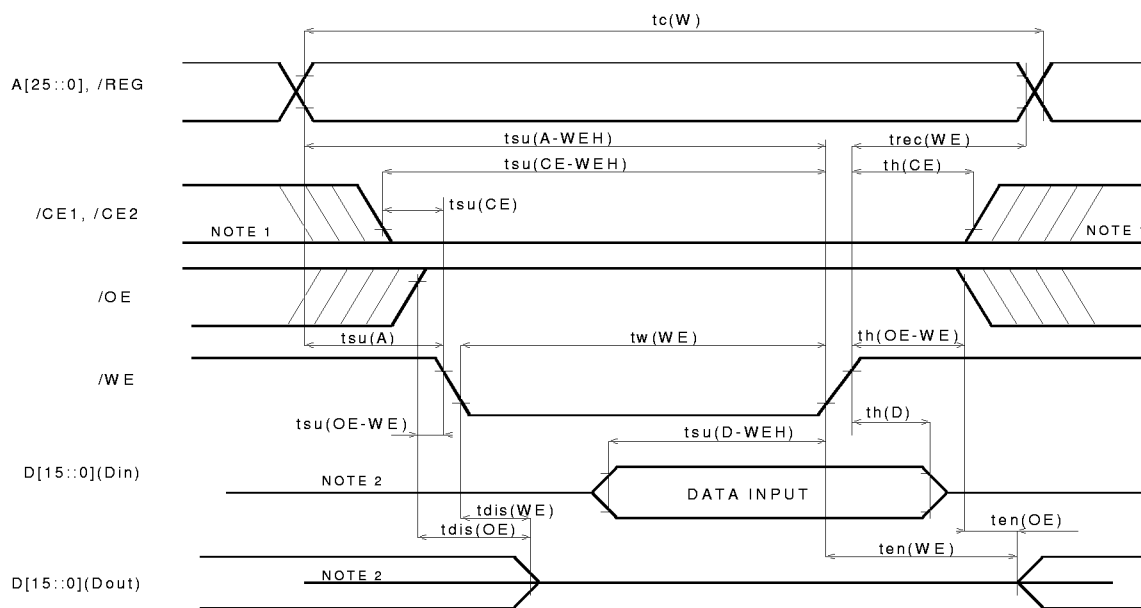 tc(W)
A[25::0], /REG
tsu(A-WEH)
trec(WE)
tsu(CE-WEH)
th(CE)
/CE1, /CE2
tsu(CE)
NOTE 1
NOTE 1
/OE
tsu(A)
tw(WE)
th(OE-WE)
/WE
tsu(OE-WE)
th(D)
tsu(D-WEH)
D[15::0](Din)
NOTE 2
DATA INPUT
tdis(WE)
tdis(OE)
ten(OE)
ten(WE)
D[15::0](Dout)
NOTE 2